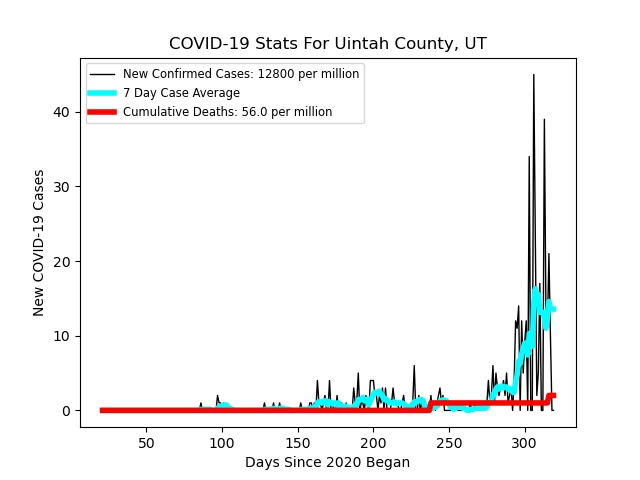 COVID-19 Stats For Uintah County, UT
New Confirmed Cases: 12800 per million
7 Day Case Average
Cumulative Deaths: 56.0 per million
New COVID-19 Cases
40
30
20
10
0
50 100 150 200 250 300
Days Since 2020 Began